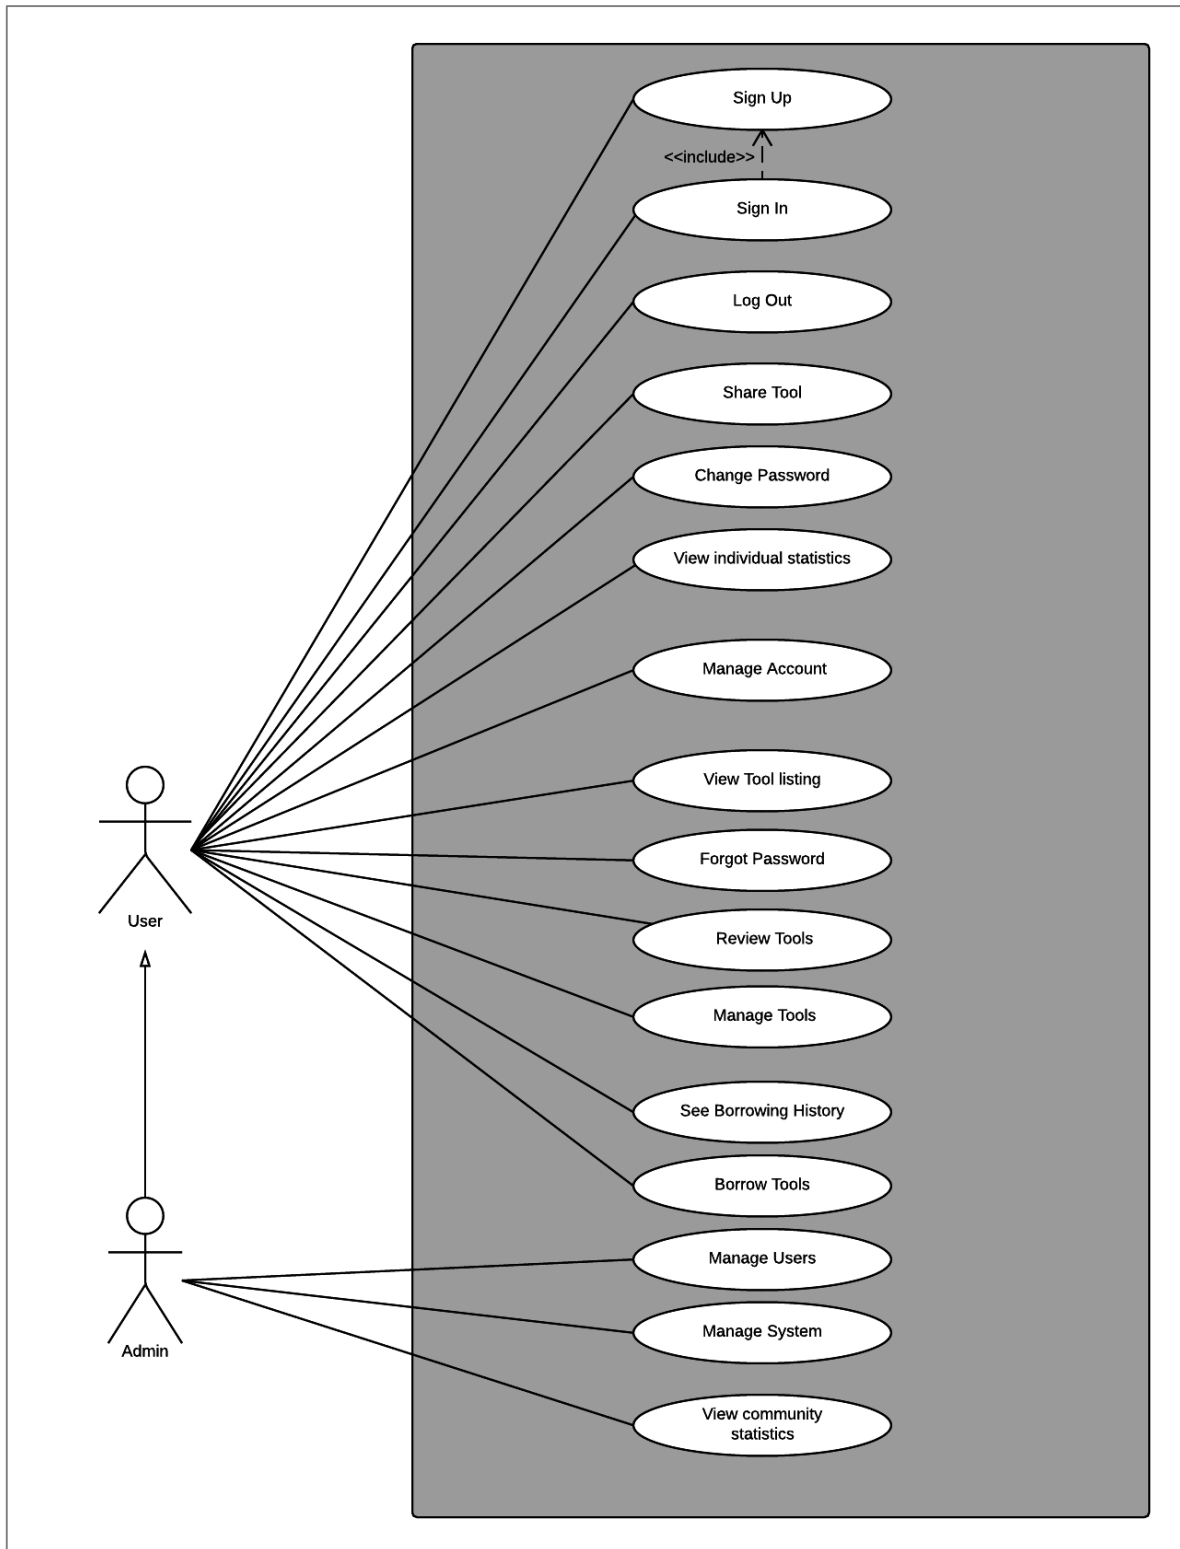 Sign Up
<<include>>
Sign In
Log Out
Share Tool
Change Password
View individual statistics
Manage Account
View Tool listing
Forgot Password
User
Review Tools
Manage Tools
See Borrowing History
Borrow Tools
Manage Users
Manage System
Admin
View community
statistics